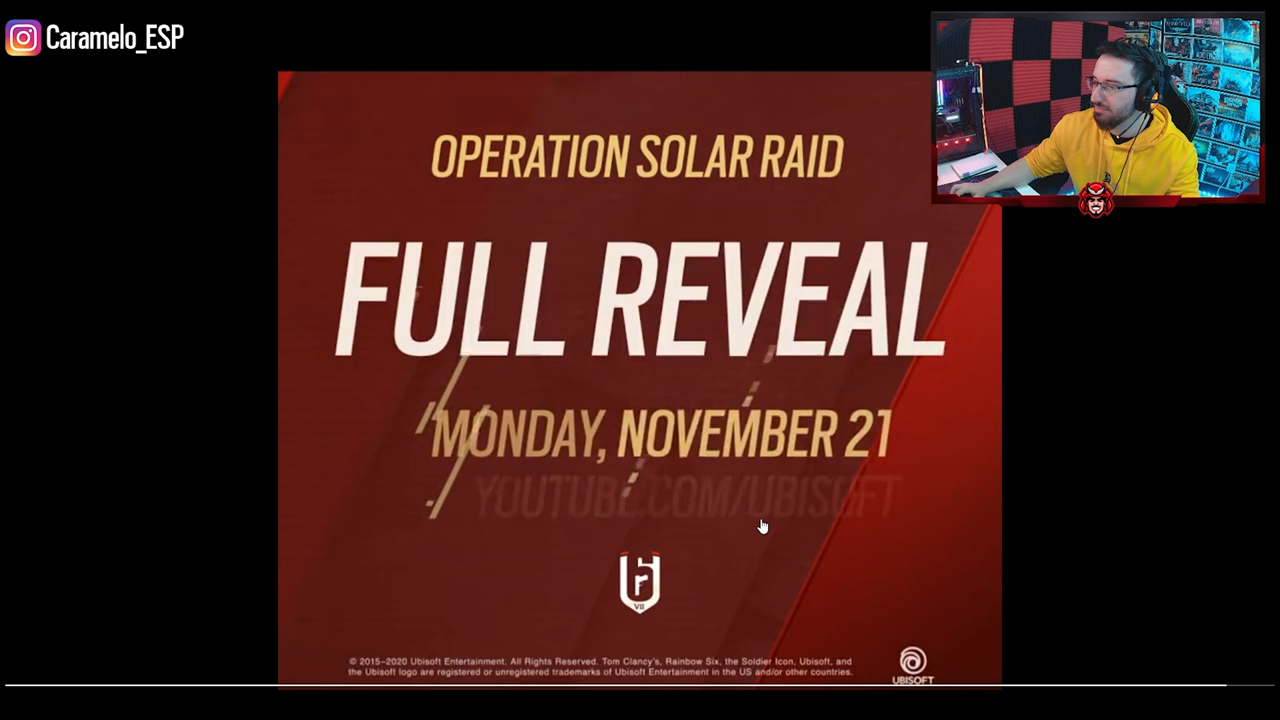 Caramelo_ESP
OPERATION SOLAR RAID
FULL REVEAL
MONDAY, NOVEMBER 21
YOUTUBE.COM/UBISOFT
VII
© 2015–2020 Ubisoft Entertainment. All Rights Reserved. Tom Clancy's, Rainbow Six, the Soldier Icon, Ubisoft, and
the Ubisoft logo are registered or unregistered trademarks of Ubisoft Entertainment in the US and/or other countries.
UBISOFT